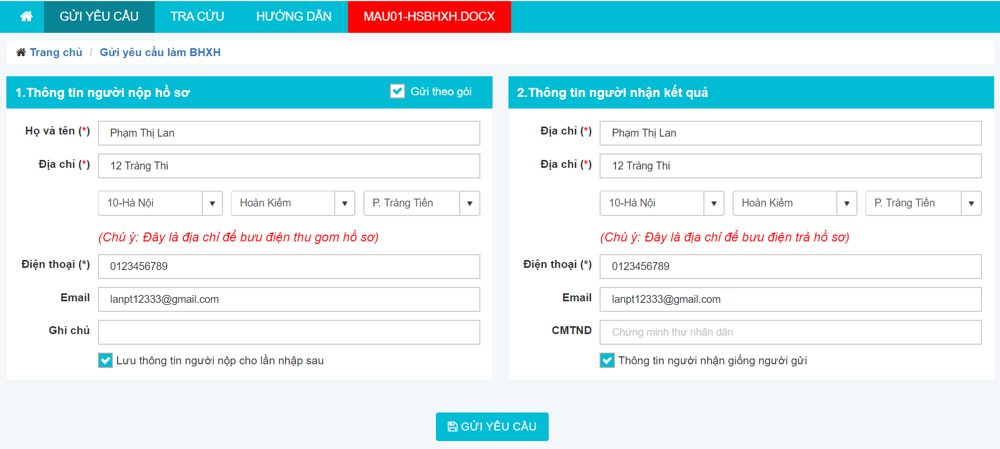 GỬI YÊU CẦU TRA CỨU HƯỚNG DẪN MAU01-HSBHXH.DOCX
Trang chủ / Gửi yêu cầu làm BHXH
1.Thông tin người nộp hồ sơ Gửi theo gói
Họ và tên (*) Phạm Thị Lan
Địa chỉ (*) 12 Tràng Thi
10-Hà Nội Hoàn Kiếm P. Tràng Tiền
(Chú ý: Đây là địa chỉ để bưu điện thu gom hồ sơ)
Điện thoại (*) 0123456789
Email lanpt12333@gmail.com
Ghi chú
Lưu thông tin người nộp cho lần nhập sau
2.Thông tin người nhận kết quả
Địa chỉ (*) Phạm Thị Lan
Địa chỉ (*) 12 Tràng Thi
10-Hà Nội Hoàn Kiếm P. Tràng Tiền
(Chú ý: Đây là địa chỉ để bưu điện trả hồ sơ)
Điện thoại (*) 0123456789
Email lanpt12333@gmail.com
CMTND Chứng minh thư nhân dân
Thông tin người nhận giống người gửi
GỬI YÊU CẦU